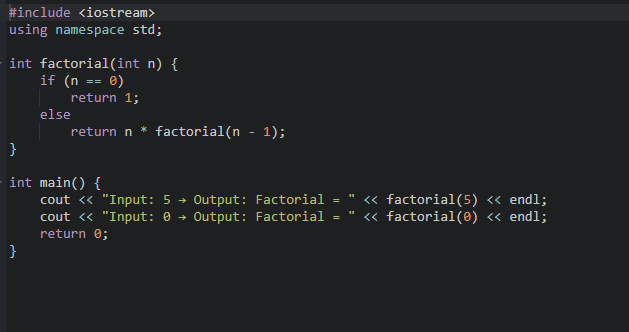 #include <iostream>
using namespace std;

int factorial(int n) {
    if (n == 0)
        return 1;
    else
        return n * factorial(n - 1);
}

int main() {
    cout << "Input: 5 → Output: Factorial = " << factorial(5) << endl;
    cout << "Input: 0 → Output: Factorial = " << factorial(0) << endl;
    return 0;
}